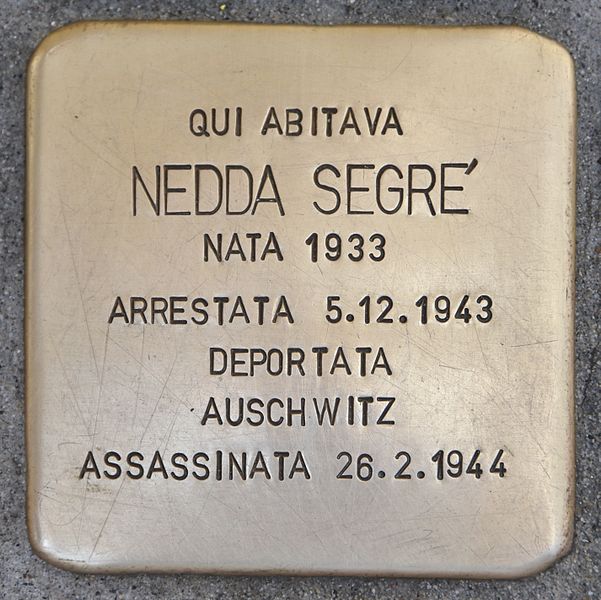 QUI ABITAVA
NEDDA SEGRE´
NATA 1933
ARRESTATA 5.12.1943
DEPORTATA
AUSCHWITZ
ASSASSINATA 26.2.1944